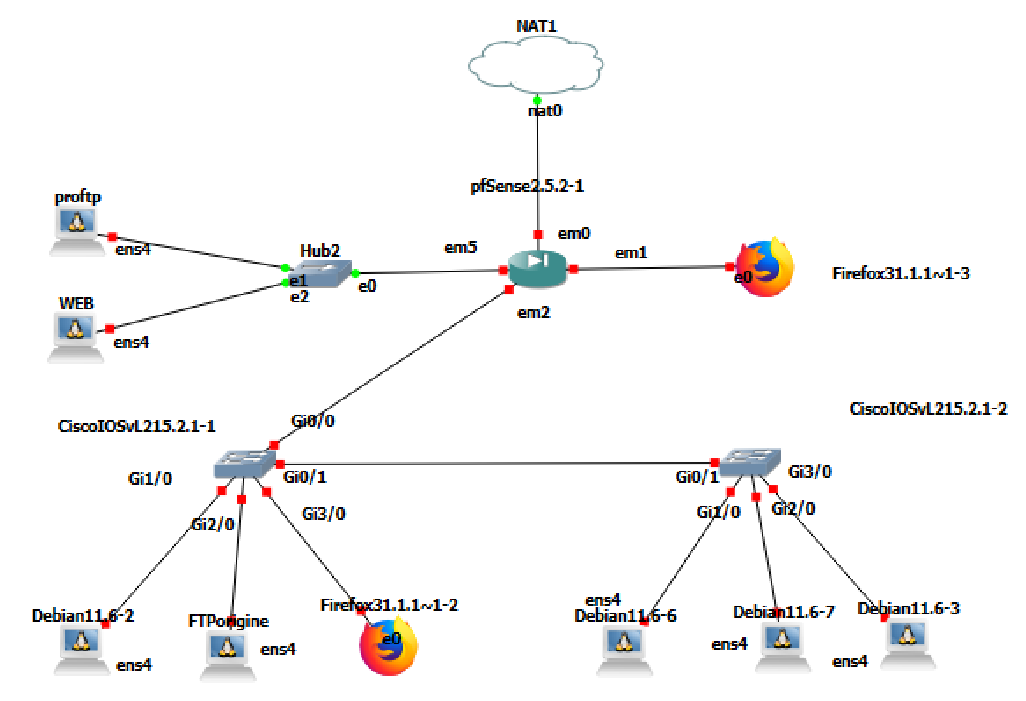 NAT1
nat0
pfSense2.5.2-1
proftp
ens4
Hub2
em5
em0
em1
e1
e2
e0
e0
Firefox31.1.1~1-3
WEB
ens4
em2
CiscoIOSvL215.2.1-1
Gi0/0
CiscoIOSvL215.2.1-2
Gi1/0
Gi0/1
Gi0/1
Gi3/0
Gi2/0
Gi3/0
Gi1/0
Gi2/0
Debian11.6-2
FTPorigine
Firefox31.1.1~1-2
ens4
Debian11.6-6
Debian11.6-7
Debian11.6-3
ens4
ens4
e0
ens4
ens4